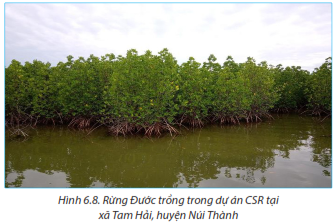 Hình 6.8. Rừng Đước trồng trong dự án CSR tại
xã Tam Hải, huyện Núi Thành